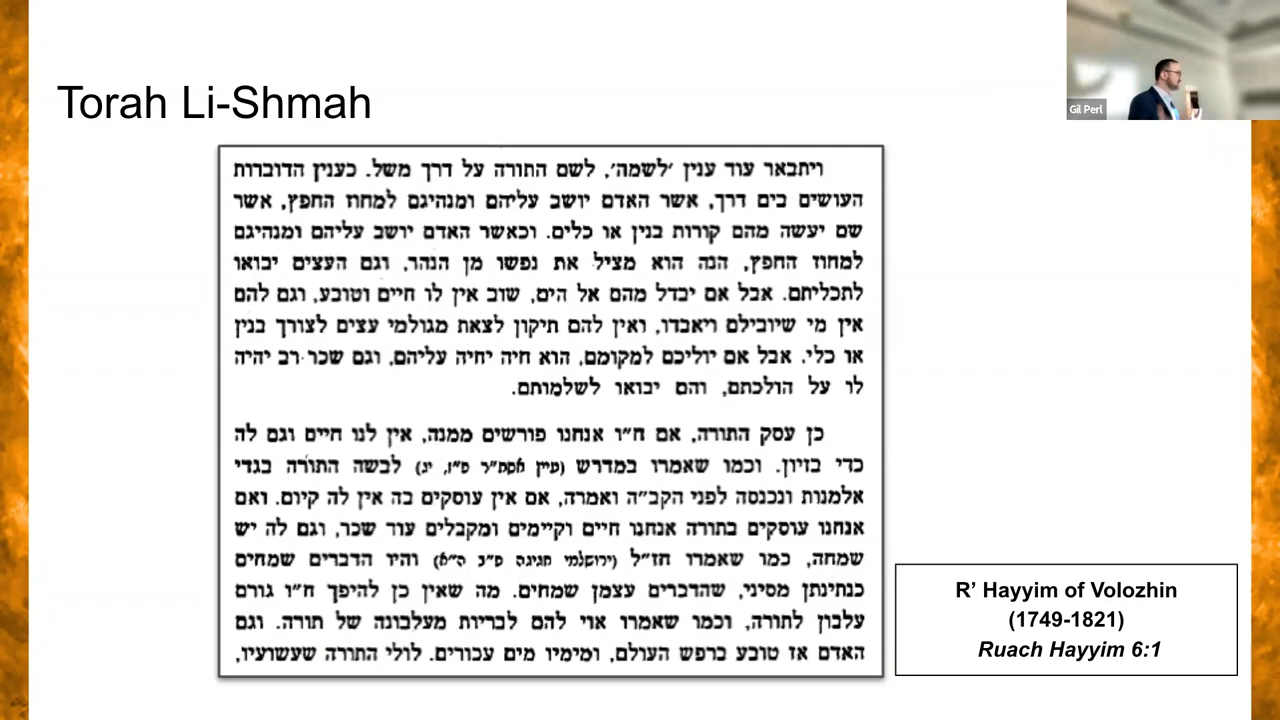 Torah Li-Shmah
Gil Perl
ויתבאר עוד ענין 'לשמה', לשם התורה על דרך משל. כענין הדוברות
העושים בים דרך, אשר האדם יושב עליהם ומנהיגם למחוז החפץ, אשר
שם יעשה מהם קורות בנין או כלים. וכאשר האדם יושב עליהם ומנהיגם
למחוז החפץ, הנה הוא מציל את נפשו מן הנהר, וגם העצים יבואו
לתכליתם. אבל אם יבדל מהם אל הים, שוב אין לו חיים וטובע, וגם להם
אין מי שיובילם ויאבדו, ואין להם תיקון לצאת מגולמי עצים לצורך בנין
או כלי. אבל אם יוליכם למקומם, הוא חיה יחיה עליהם, וגם שכר רב יהיה
לו על הולכתם, והם יבואו לשלמותם.
כן עסק התורה, אם ח״ו אנחנו פורשים ממנה, אין לנו חיים וגם לה
כדי בזיון. וכמו שאמרו במדרש (עיין אסת״ר פ״ז, יג) לבשה התורה בגדי
אלמנות ונכנסה לפני הקב״ה ואמרה, אם אין עוסקים בה אין לה קיום. ואם
אנחנו עוסקים בתורה אנחנו חיים וקיימים ומקבלים עוד שכר, וגם לה יש
שמחה, כמו שאמרו חז״ל (ירושלמי חגיגה פ״ב ה״א) והיו הדברים שמחים
כנתינתן מסיני, שהדברים עצמן שמחים. מה שאין כן להיפך ח״ו גורם
עלבון לתורה, וכמו שאמרו אוי להם לבריות מעלבונה של תורה. וגם
האדם אז טובע ברפש העולם, ומימיו מים עכורים. לולי התורה שעשועיו,
R' Hayyim of Volozhin
(1749-1821)
Ruach Hayyim 6:1